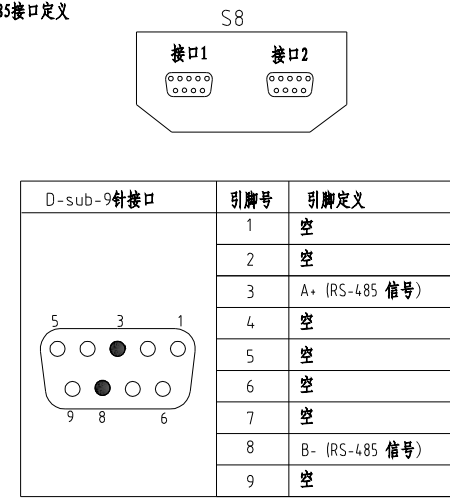 85接口定义
S8
接口1 接口2
D-sub-9针接口 引脚号 引脚定义
1 空
2 空
3 A+ (RS-485 信号)
4 空
5 空
6 空
7 空
8 B- (RS-485 信号)
9 空
5 3 1
9 8 6